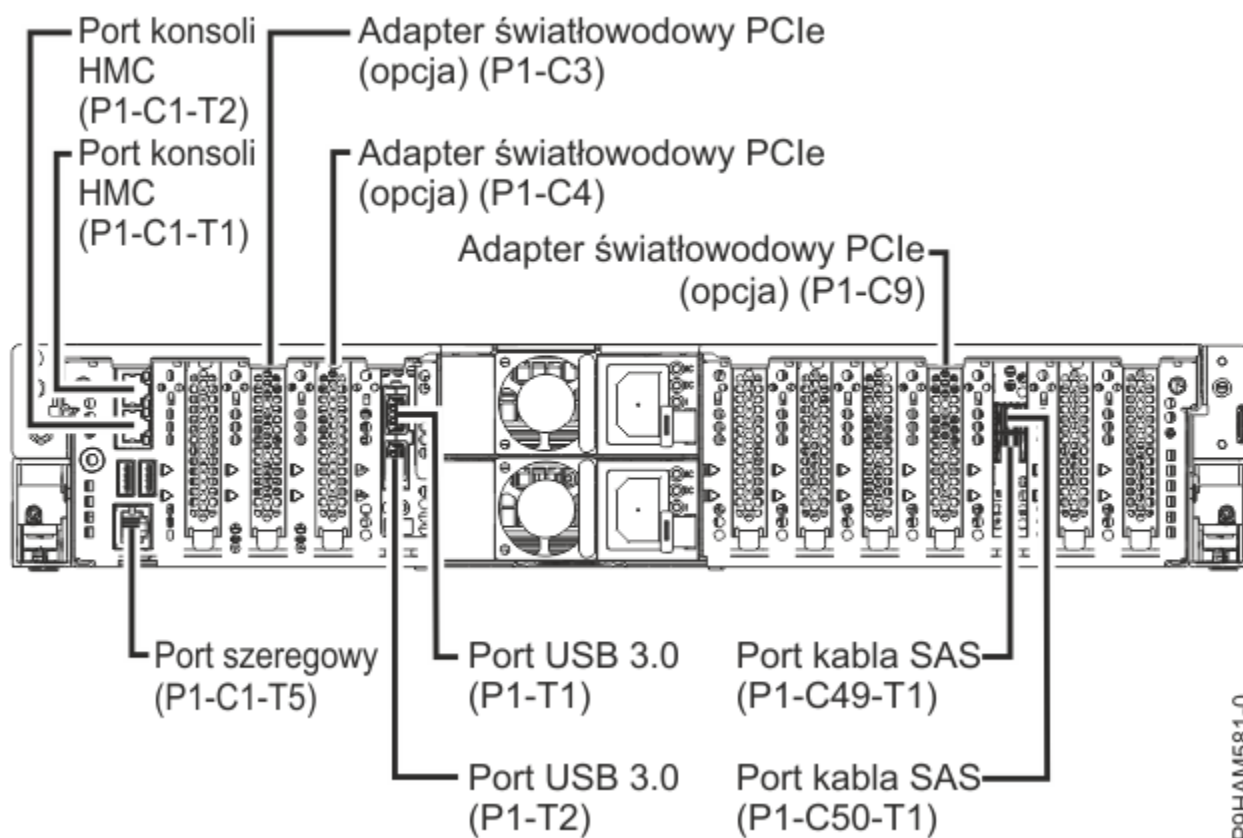 Port konsoli
HMC
(P1-C1-T2)
Port konsoli
HMC
(P1-C1-T1)
Adapter światłowodowy PCIe
(opcja) (P1-C3)
Adapter światłowodowy PCIe
(opcja) (P1-C4)
Adapter światłowodowy PCIe
(opcja) (P1-C9)
Port szeregowy
(P1-C1-T5)
Port USB 3.0
(P1-T1)
Port kabla SAS
(P1-C49-T1)
Port USB 3.0
(P1-T2)
Port kabla SAS
(P1-C50-T1)
P9HAM581-0